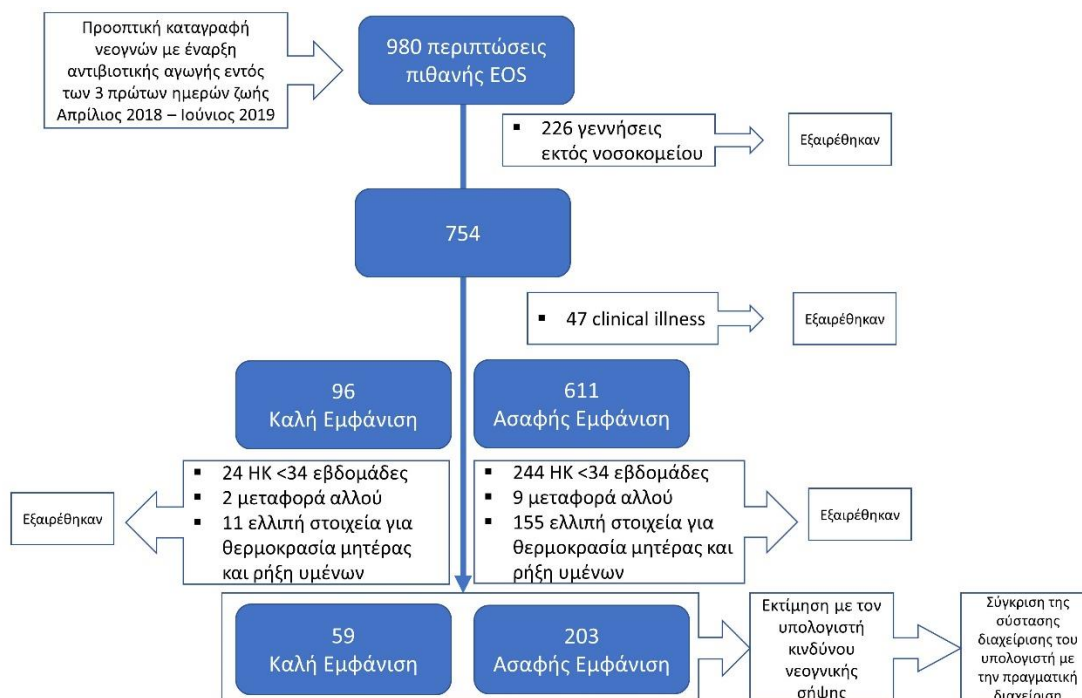 Προοπτική καταγραφή
νεογνών με έναρξη
αντιβιοτικής αγωγής εντός
των 3 πρώτων ημερών ζωής
Απρίλιος 2018 – Ιούνιος 2019
980 περιπτώσεις
πιθανής EOS
▪ 226 γεννήσεις
εκτός νοσοκομείου
Εξαιρέθηκαν
754
▪ 47 clinical illness
Εξαιρέθηκαν
96
Καλή Εμφάνιση
611
Ασαφής Εμφάνιση
Εξαιρέθηκαν
▪ 24 ΗΚ <34 εβδομάδες
▪ 2 μεταφορά αλλού
▪ 11 ελλιπή στοιχεία για
θερμοκρασία μητέρας
και ρήξη υμένων
▪ 244 ΗΚ <34 εβδομάδες
▪ 9 μεταφορά αλλού
▪ 155 ελλιπή στοιχεία για
θερμοκρασία μητέρας και
ρήξη υμένων
Εξαιρέθηκαν
59
Καλή Εμφάνιση
203
Ασαφής Εμφάνιση
Εκτίμηση με τον
υπολογιστή
κινδύνου
νεογνικής
σήψης
Σύγκριση της
σύστασης
διαχείρισης του
υπολογιστή με
την πραγματική
διαχείριση